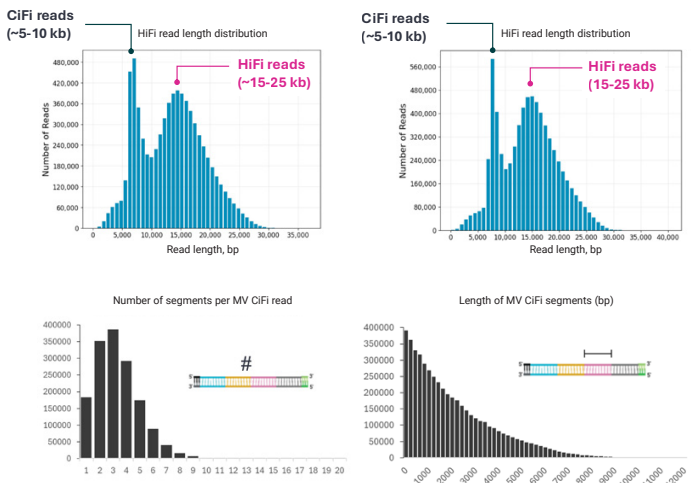 CiFi reads
(~5-10 kb)
HiFi read length distribution
HiFi reads
(~15-25 kb)
Number of Reads
480,000
420,000
360,000
300,000
240,000
180,000
120,000
60,000
0
0 5,000 10,000 15,000 20,000 25,000 30,000 35,000
Read length, bp
CiFi reads
(~5-10 kb)
HiFi read length distribution
HiFi reads
(15-25 kb)
Number of Reads
560,000
480,000
400,000
320,000
240,000
160,000
80,000
0
0 5,000 10,000 15,000 20,000 25,000 30,000 35,000 40,000
Read length, bp
Number of segments per MV CiFi read
400000
350000
300000
250000
200000
150000
100000
50000
0
#
5' 3'
3' 5'
1 2 3 4 5 6 7 8 9 10 11 12 13 14 15 16 17 18 19 20
Length of MV CiFi segments (bp)
400000
350000
300000
250000
200000
150000
100000
50000
0
0 1000 2000 3000 4000 5000 6000 7000 8000 9000